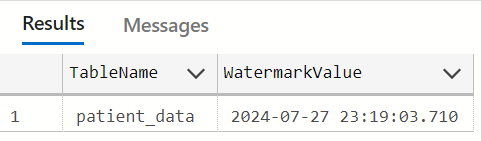 Results Messages
TableName WatermarkValue
1 patient_data 2024-07-27 23:19:03.710